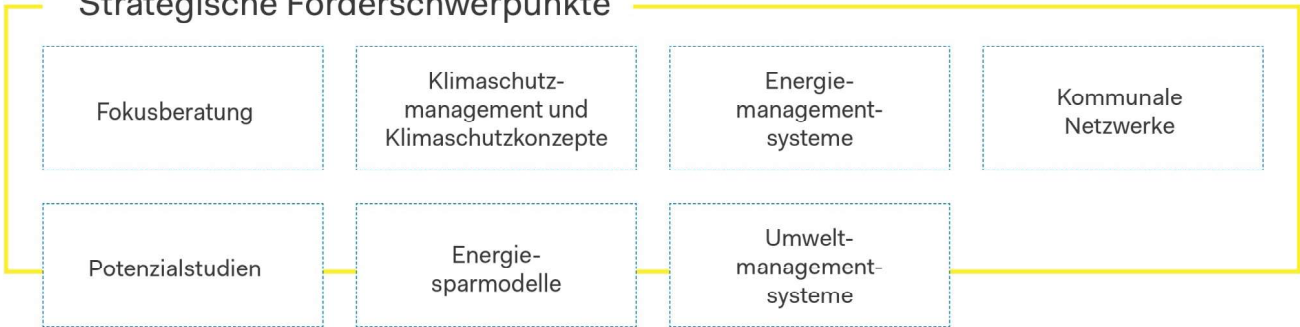 Strategische Förderschwerpunkte
Fokusberatung
Klimaschutz-
management und
Klimaschutzkonzepte
Energie-
management-
systeme
Kommunale
Netzwerke
Potenzialstudien
Energie-
sparmodelle
Umwelt-
management-
systeme